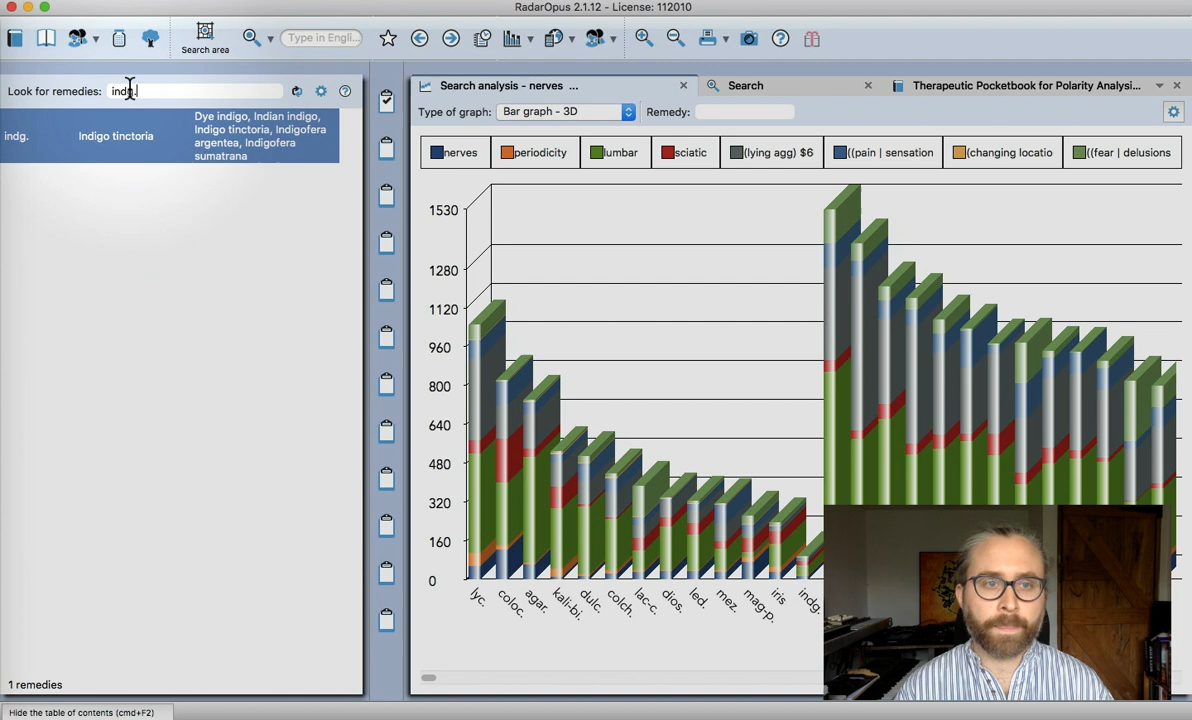 RadarOpus 2.1.12 - License: 112010
Search area
Type in Engli...
Look for remedies: indg.
indg.
Indigo tinctoria
Dye indigo, Indian indigo,
Indigo tinctoria, Indigofera
argentea, Indigofera
sumatrana
1 remedies
Hide the table of contents (cmd+F2)
Search analysis - nerves ...
Search
Therapeutic Pocketbook for Polarity Analysi...
Type of graph: Bar graph - 3D
Remedy:
nerves
periodicity
lumbar
sciatic
(lying agg) $6
((pain | sensation
(changing locatio
((fear | delusions
1530
1280
1120
960
800
640
480
320
160
0
lyc.
coloc.
agar.
kali-bi.
dulc.
colch.
lac-c.
dios.
led.
mez.
mag-p.
iris
indg.